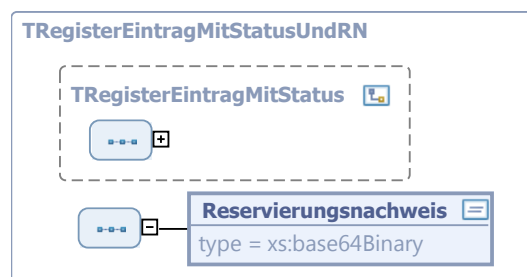 TRegisterEintragMitStatusUndRN
TRegisterEintragMitStatus
Reservierungsnachweis
type = xs:base64Binary